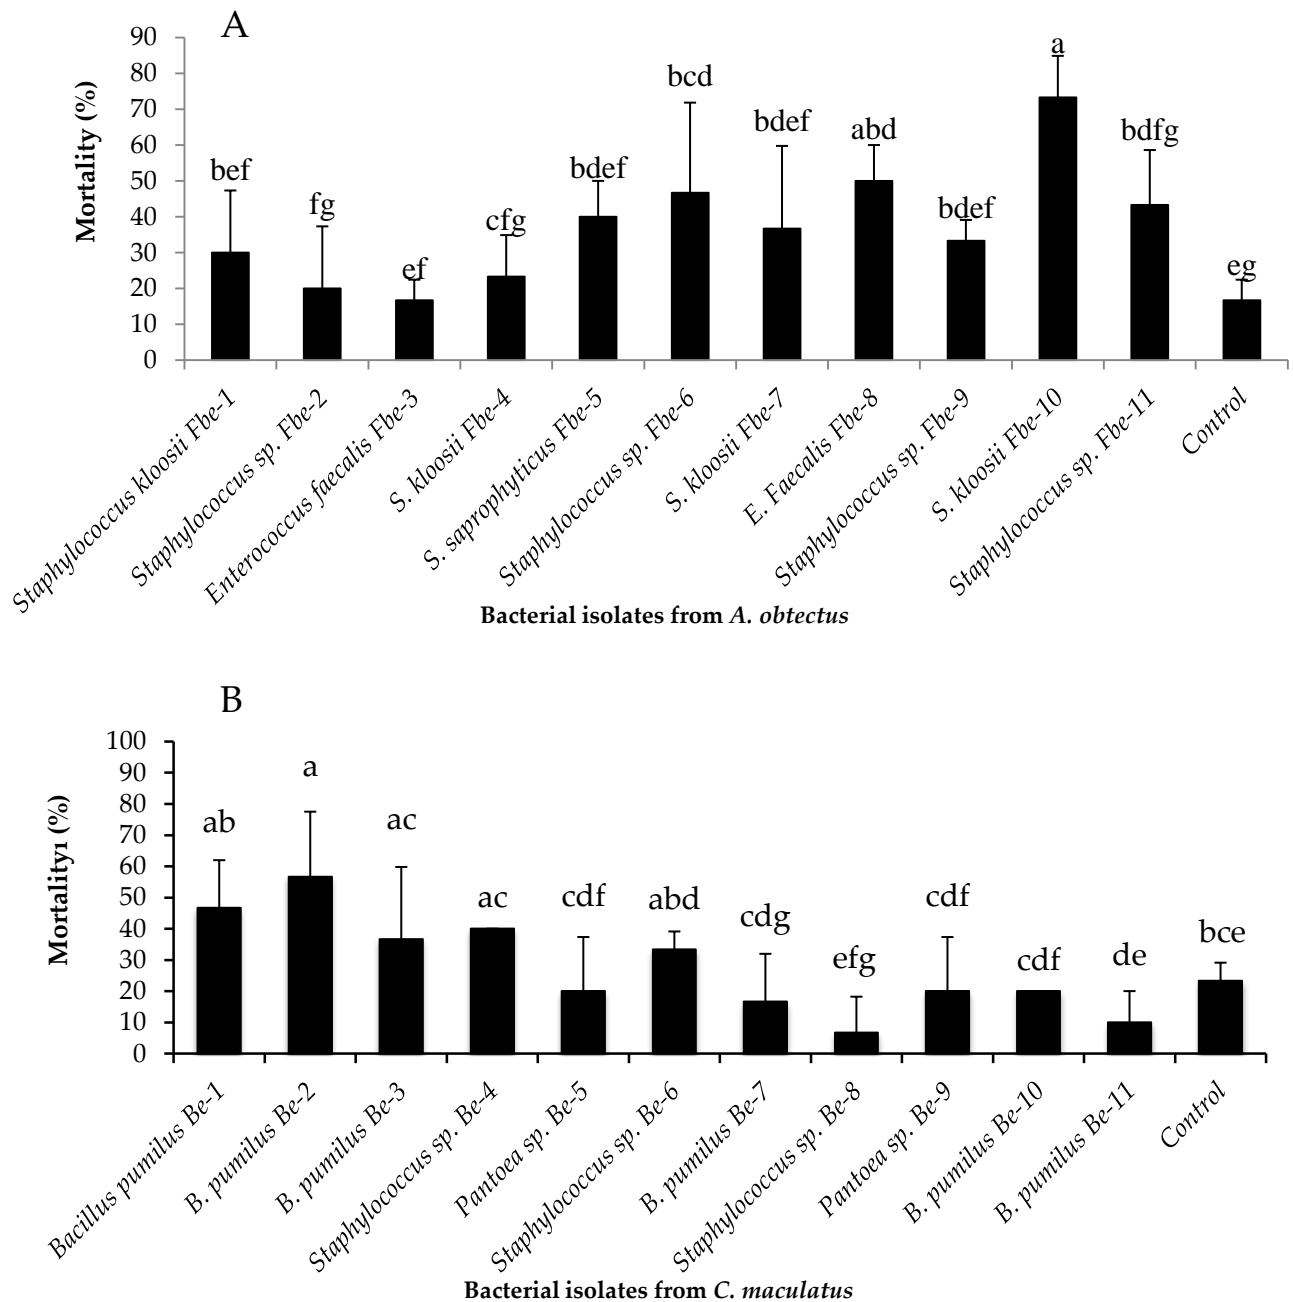 A
Mortality (%)
90
80
70
60
50
40
30
20
10
0
bef
fg
ef
cfg
bdef
bcd
bdef
abd
bdef
a
bdfg
eg
Staphylococcus kloosii Fbe-1
Staphylococcus sp. Fbe-2
Enterococcus faecalis Fbe-3
S. kloosii Fbe-4
S. saprophyticus Fbe-5
Staphylococcus sp. Fbe-6
S. kloosii Fbe-7
E. Faecalis Fbe-8
Staphylococcus sp. Fbe-9
S. kloosii Fbe-10
Staphylococcus sp. Fbe-11
Control
Bacterial isolates from A. obtectus
B
Mortalityı (%)
100
90
80
70
60
50
40
30
20
10
0
ab
a
ac
ac
cdf
abd
cdg
efg
cdf
cdf
de
bce
Bacillus pumilus Be-1
B. pumilus Be-2
B. pumilus Be-3
Staphylococcus sp. Be-4
Pantoea sp. Be-5
Staphylococcus sp. Be-6
B. pumilus Be-7
Staphylococcus sp. Be-8
Pantoea sp. Be-9
B. pumilus Be-10
B. pumilus Be-11
Control
Bacterial isolates from C. maculatus